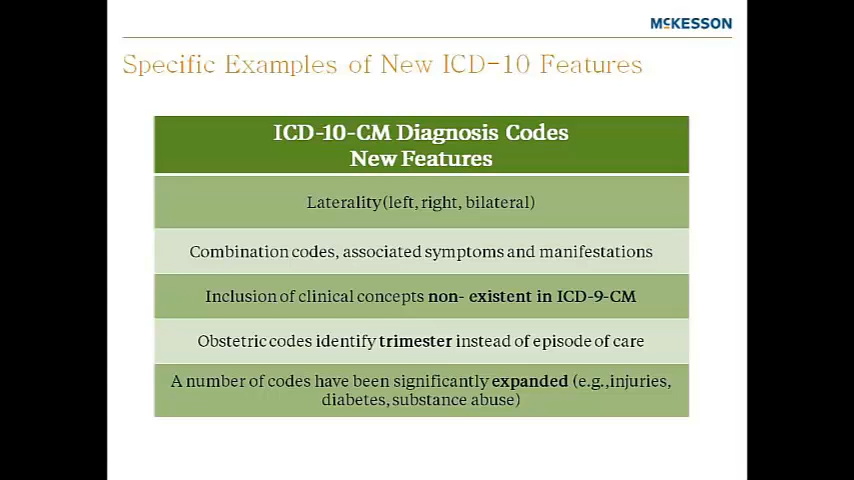 McKESSON
Specific Examples of New ICD-10 Features
ICD-10-CM Diagnosis Codes
New Features
Laterality (left, right, bilateral)
Combination codes, associated symptoms and manifestations
Inclusion of clinical concepts non- existent in ICD-9-CM
Obstetric codes identify trimester instead of episode of care
A number of codes have been significantly expanded (e.g., injuries,
diabetes, substance abuse)